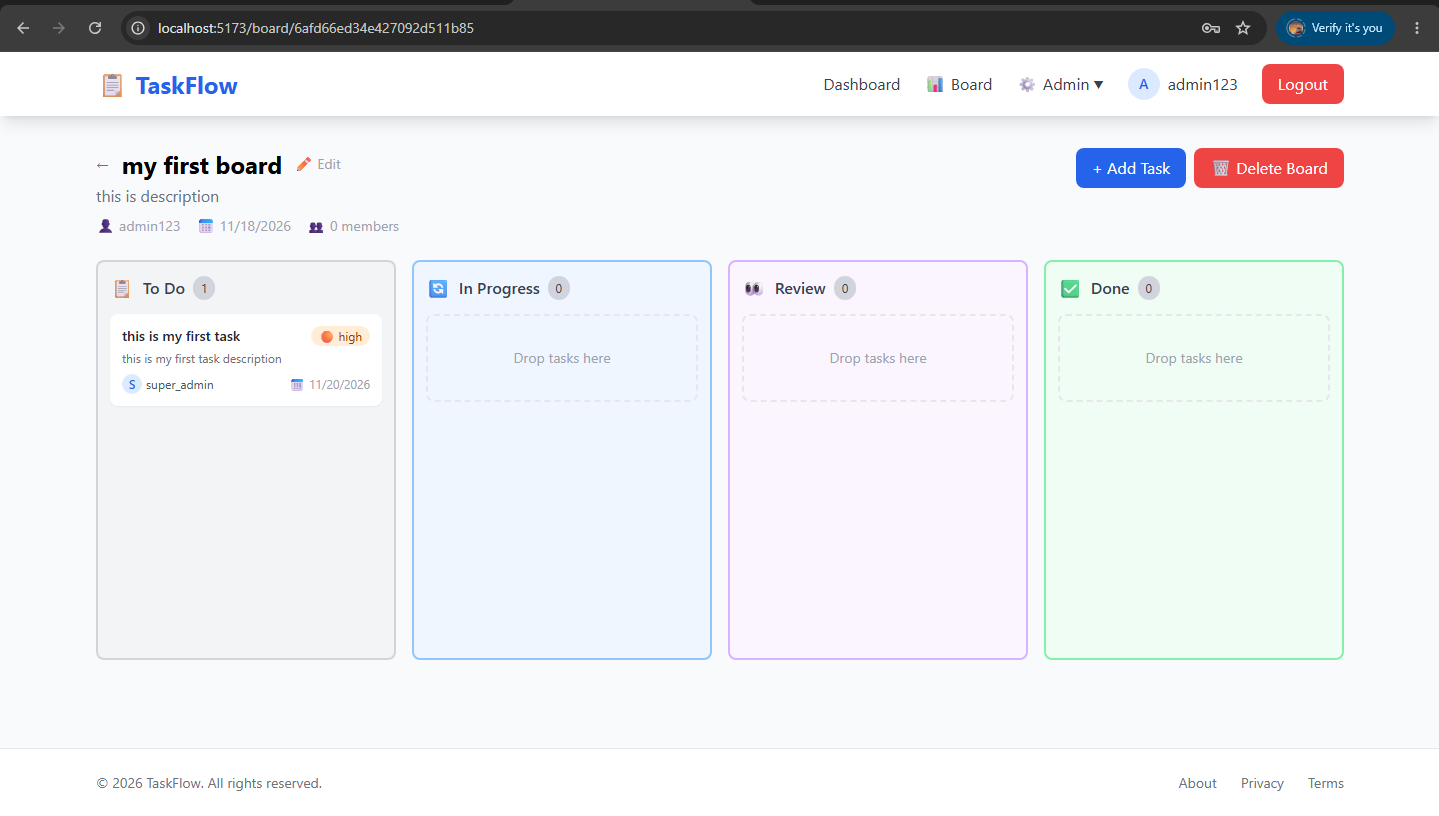 localhost:5173/board/6afd66ed34e427092d511b85
Verify it's you
TaskFlow
Dashboard
Board
Admin ▼
A
admin123
Logout
← my first board
Edit
+ Add Task
Delete Board
this is description
admin123
11/18/2026
0 members
To Do 1
this is my first task
high
this is my first task description
S super_admin
11/20/2026
In Progress 0
Drop tasks here
Review 0
Drop tasks here
Done 0
Drop tasks here
© 2026 TaskFlow. All rights reserved.
About
Privacy
Terms